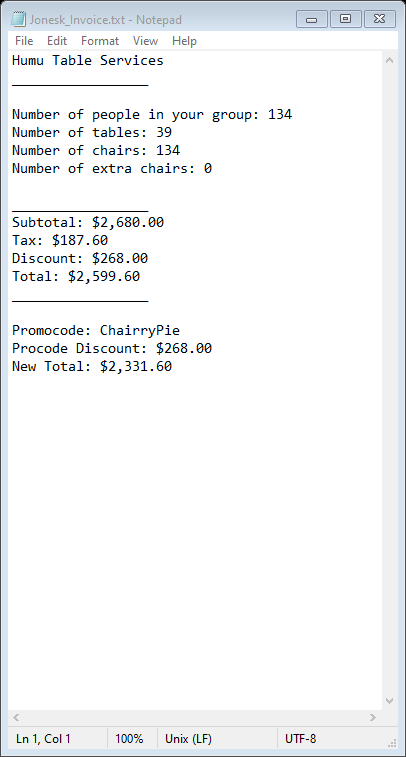 Jonesk_Invoice.txt - Notepad
File Edit Format View Help
Humu Table Services
_________________
Number of people in your group: 134
Number of tables: 39
Number of chairs: 134
Number of extra chairs: 0
_________________
Subtotal: $2,680.00
Tax: $187.60
Discount: $268.00
Total: $2,599.60
_________________
Promocode: ChairryPie
Procode Discount: $268.00
New Total: $2,331.60
Ln 1, Col 1 100% Unix (LF) UTF-8